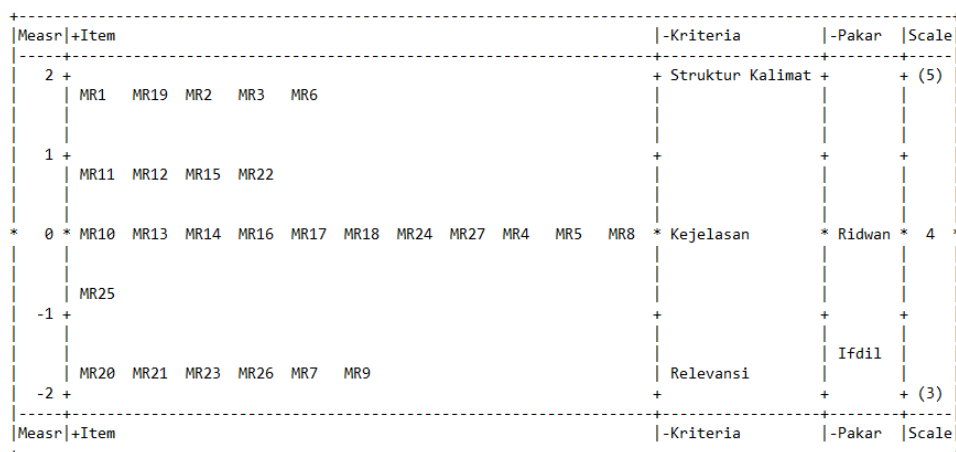 |Measr|+Item |-Kriteria |-Pakar |Scale|
2 + + Struktur Kalimat + + (5)
MR1 MR19 MR2 MR3 MR6
1 + + + +
MR11 MR12 MR15 MR22
* 0 * MR10 MR13 MR14 MR16 MR17 MR18 MR24 MR27 MR4 MR5 MR8 * Kejelasan * Ridwan * 4 *
MR25
-1 + + + +
Ifdil
MR20 MR21 MR23 MR26 MR7 MR9 | Relevansi
-2 + + + + (3)
|Measr|+Item |-Kriteria |-Pakar |Scale|